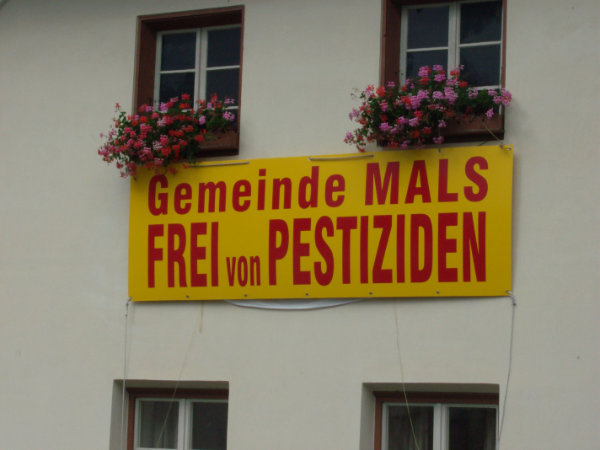 Gemeinde MALS
FREI von PESTIZIDEN